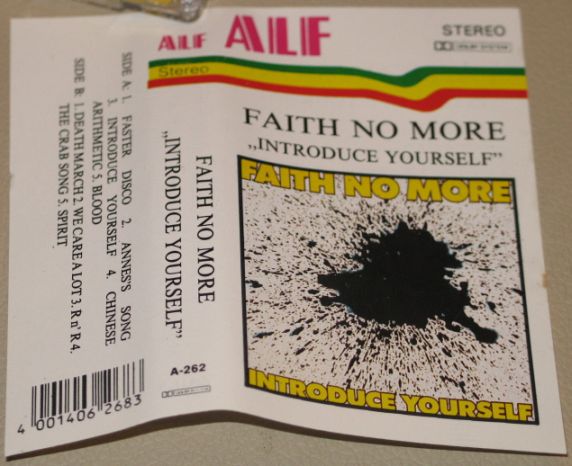 SIDE A: 1. FASTER DISCO 2. ANNES'S SONG
3. INTRODUCE YOURSELF 4. CHINESE
ARITHMETIC 5. BLOOD
SIDE B: 1. DEATH MARCH 2. WE CARE A LOT 3. R n' R 4.
THE CRAB SONG 5. SPIRIT
4 001406 2683
ALF
Stereo
FAITH NO MORE
„INTRODUCE YOURSELF”
A-262
ALF
STEREO
FAITH NO MORE
„INTRODUCE YOURSELF”
FAITH NO MORE
INTRODUCE YOURSELF